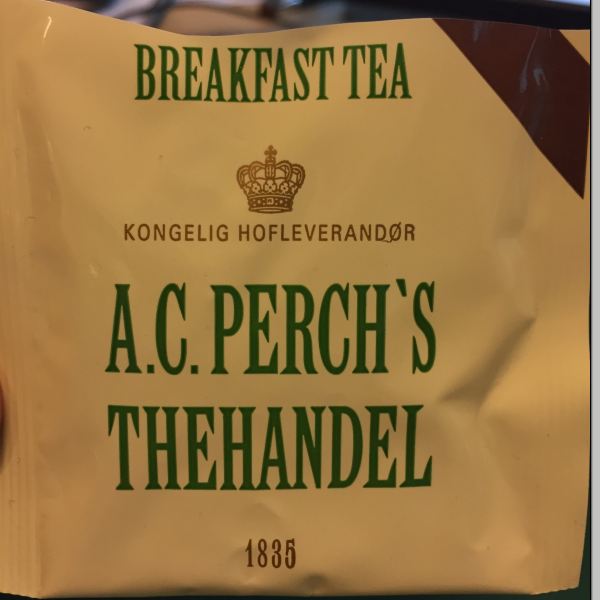 BREAKFAST TEA
KONGELIG HOFLEVERANDØR
A.C. PERCH`S
THEHANDEL
1835